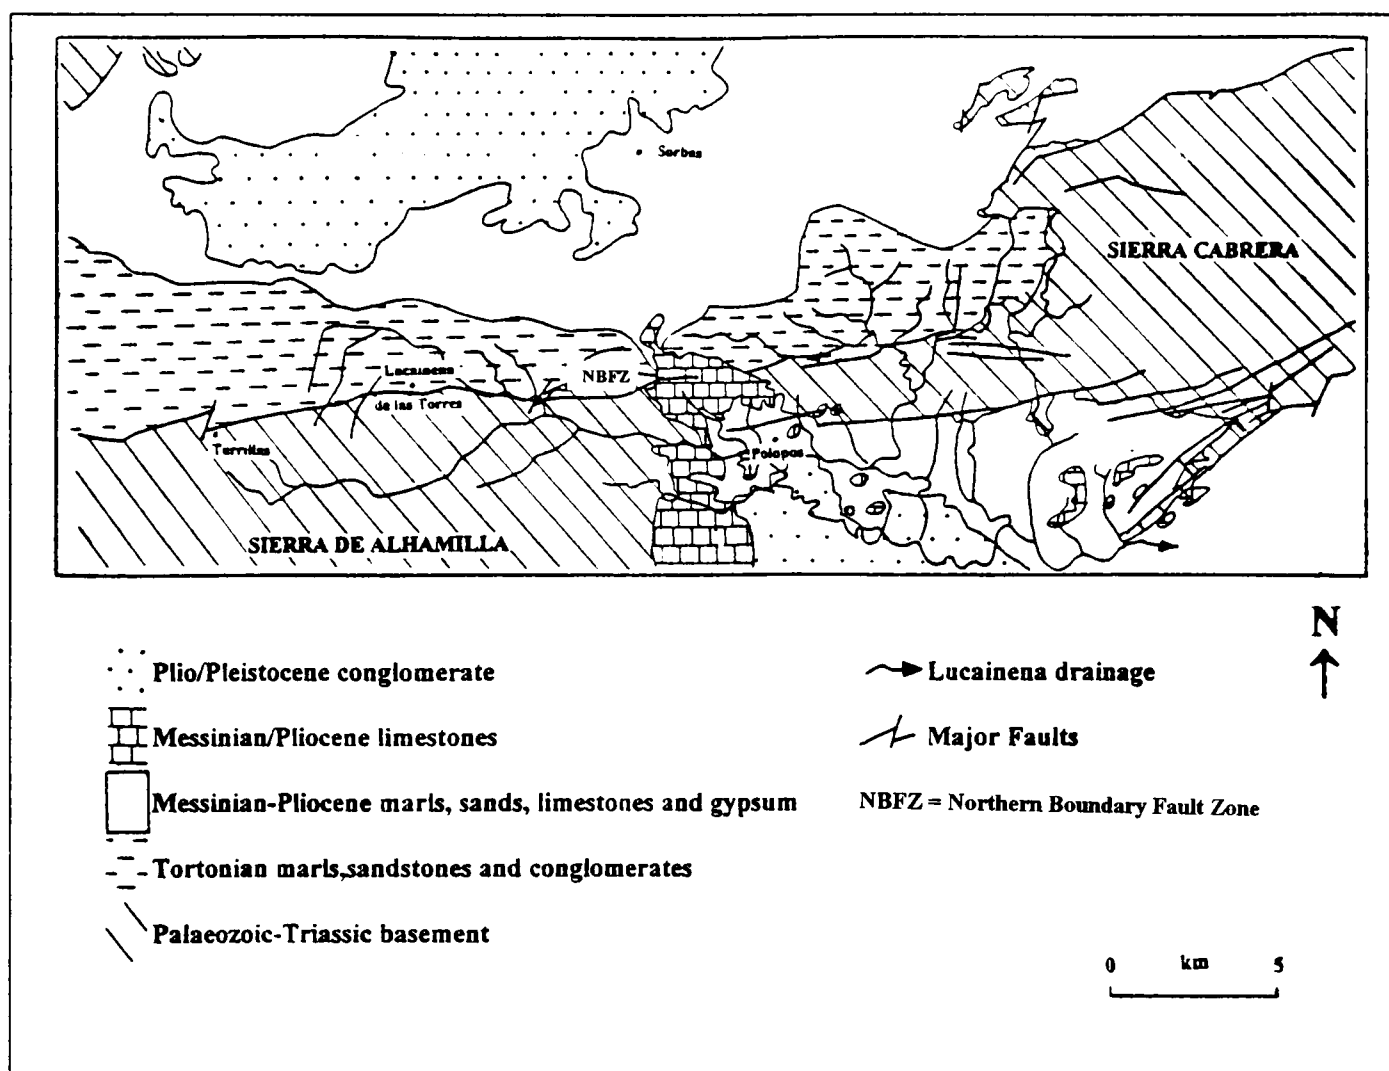 Sorbas
SIERRA CABRERA
NBFZ
Lucainena
de las Torres
Turrillas
Polopos
SIERRA DE ALHAMILLA
N
Plio/Pleistocene conglomerate
Lucainena drainage
Messinian/Pliocene limestones
Major Faults
Messinian-Pliocene marls, sands, limestones and gypsum
NBFZ = Northern Boundary Fault Zone
Tortonian marls,sandstones and conglomerates
Palaeozoic-Triassic basement
0 km 5